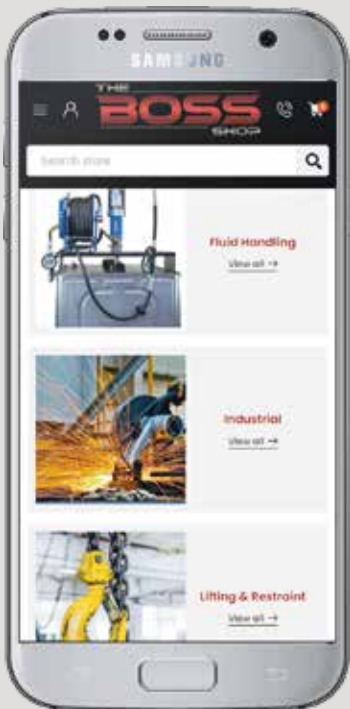 SAMSUNG
THE
BOSS
SHOP
Search store
Fluid Handling
View all →
Industrial
View all →
Lifting & Restraint
View all →